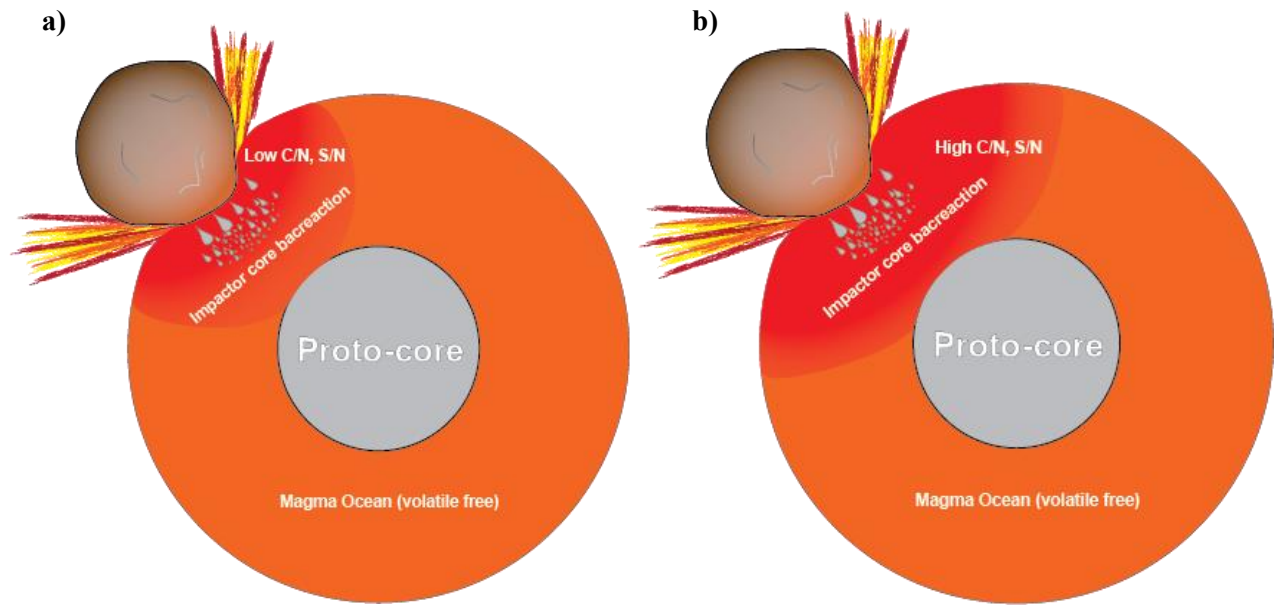 a)
Low C/N, S/N
Impactor core bacreaction
Proto-core
Magma Ocean (volatile free)
b)
High C/N, S/N
Impactor core bacreaction
Proto-core
Magma Ocean (volatile free)